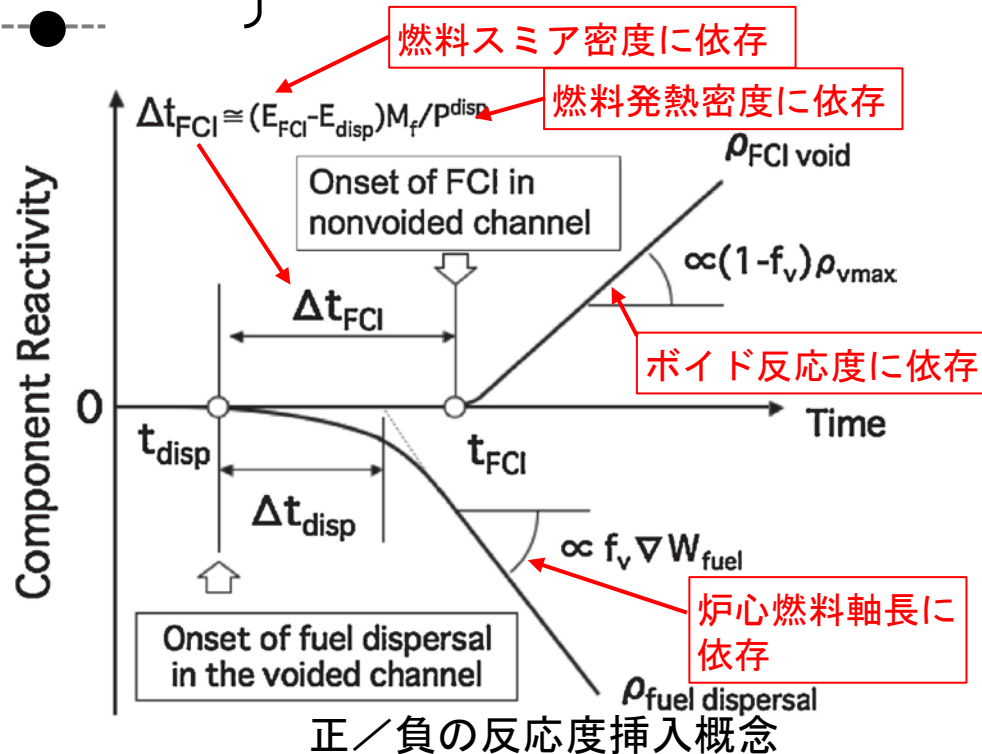 燃料スミア密度に依存
燃料発熱密度に依存
Δt_FCI≅(E_FCI-E_disp)M_f/P^disp
ρ_FCI void
Onset of FCI in
nonvoided channel
∝(1-f_v)ρ_vmax
Δt_FCI
ボイド反応度に依存
Component Reactivity
0
Time
t_disp
t_FCI
Δt_disp
∝ f_v ∇W_fuel
炉心燃料軸長に
依存
Onset of fuel dispersal
in the voided channel
ρ_fuel dispersal
正／負の反応度挿入概念